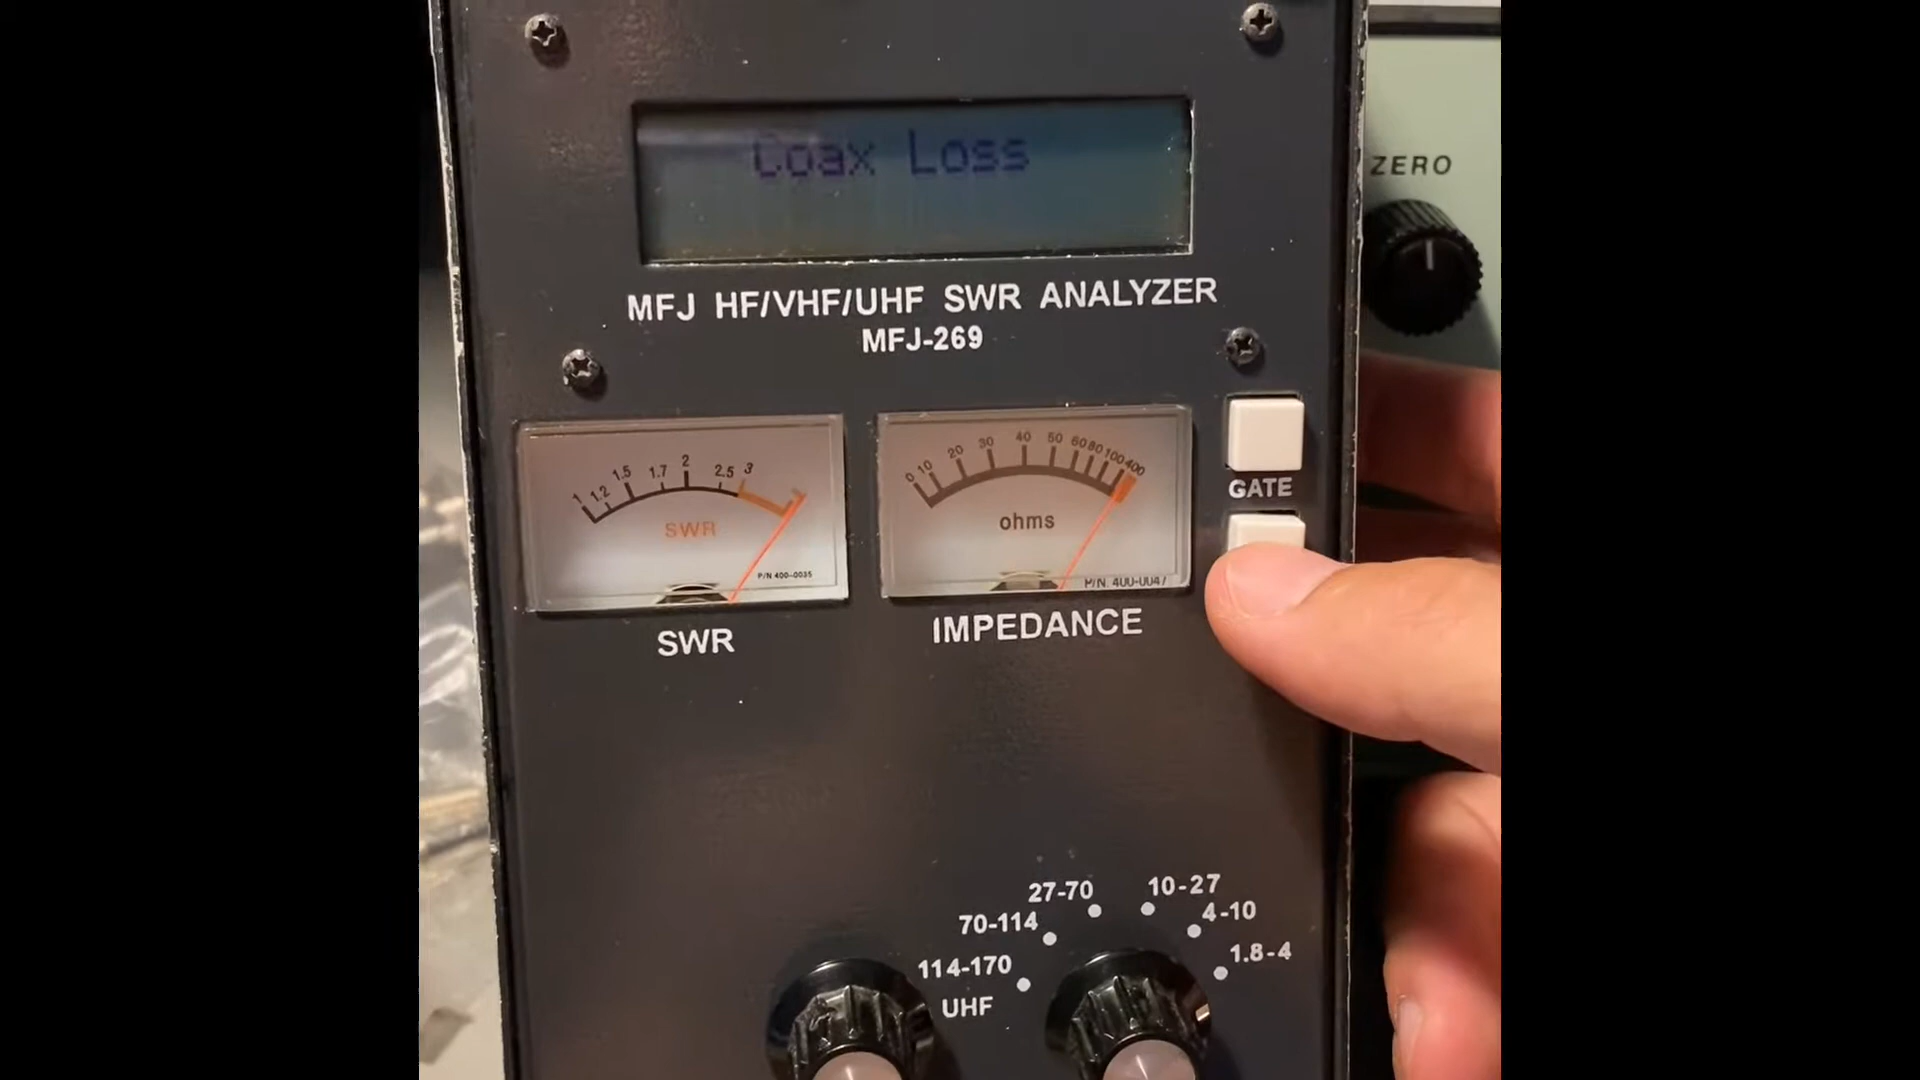 Coax Loss
ZERO
MFJ HF/VHF/UHF SWR ANALYZER
MFJ-269
1 1.2 1.5 1.7 2 2.5 3
SWR
P/N 400-0035
0 10 20 30 40 50 60 80 100 400
ohms
P/N. 400-0047
GATE
SWR
IMPEDANCE
27-70
10-27
70-114
4-10
114-170
1.8-4
UHF